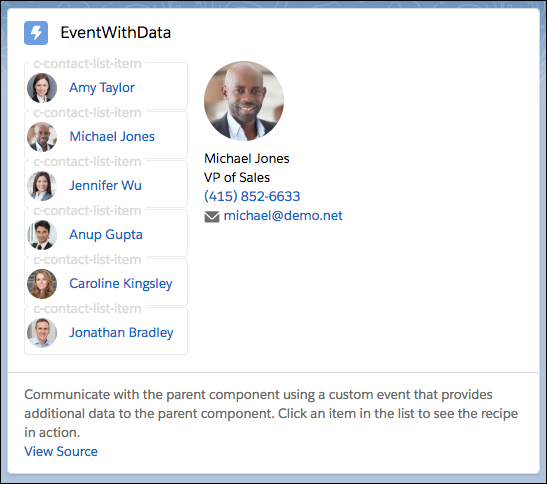 EventWithData
c-contact-list-item
Amy Taylor
c-contact-list-item
Michael Jones
c-contact-list-item
Jennifer Wu
c-contact-list-item
Anup Gupta
c-contact-list-item
Caroline Kingsley
c-contact-list-item
Jonathan Bradley
Michael Jones
VP of Sales
(415) 852-6633
michael@demo.net
Communicate with the parent component using a custom event that provides
additional data to the parent component. Click an item in the list to see the recipe
in action.
View Source